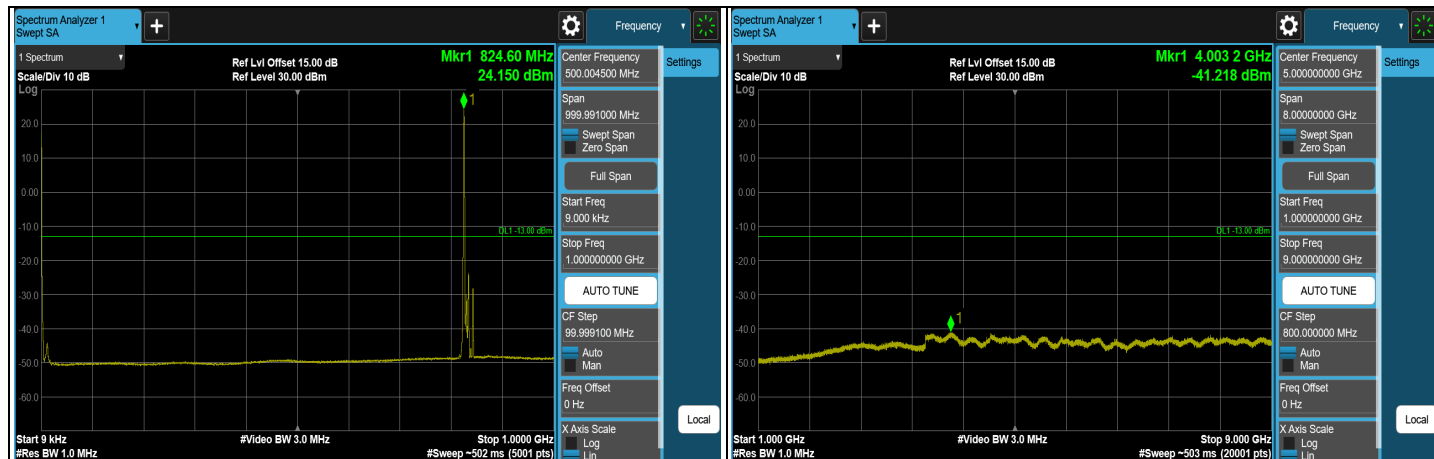 Spectrum Analyzer 1
Swept SA
+
Frequency
1 Spectrum
Ref Lvl Offset 15.00 dB
Mkr1 824.60 MHz
Scale/Div 10 dB
Ref Level 30.00 dBm
24.150 dBm
Log
1
20.0
10.0
0.00
-10.0
DL1 -13.00 dBm
-20.0
-30.0
-40.0
-50.0
-60.0
Start 9 kHz
#Video BW 3.0 MHz
Stop 1.0000 GHz
#Res BW 1.0 MHz
#Sweep ~502 ms (5001 pts)
Center Frequency
500.004500 MHz
Settings
Span
999.991000 MHz
Swept Span
Zero Span
Full Span
Start Freq
9.000 kHz
Stop Freq
1.000000000 GHz
AUTO TUNE
CF Step
99.999100 MHz
Auto
Man
Freq Offset
0 Hz
Local
X Axis Scale
Log
Lin
Spectrum Analyzer 1
Swept SA
+
Frequency
1 Spectrum
Ref Lvl Offset 15.00 dB
Mkr1 4.003 2 GHz
Scale/Div 10 dB
Ref Level 30.00 dBm
-41.218 dBm
Log
20.0
10.0
0.00
-10.0
DL1 -13.00 dBm
-20.0
-30.0
1
-40.0
-50.0
-60.0
Start 1.000 GHz
#Video BW 3.0 MHz
Stop 9.000 GHz
#Res BW 1.0 MHz
#Sweep ~503 ms (20001 pts)
Center Frequency
5.000000000 GHz
Settings
Span
8.00000000 GHz
Swept Span
Zero Span
Full Span
Start Freq
1.000000000 GHz
Stop Freq
9.000000000 GHz
AUTO TUNE
CF Step
800.000000 MHz
Auto
Man
Freq Offset
0 Hz
Local
X Axis Scale
Log
Lin